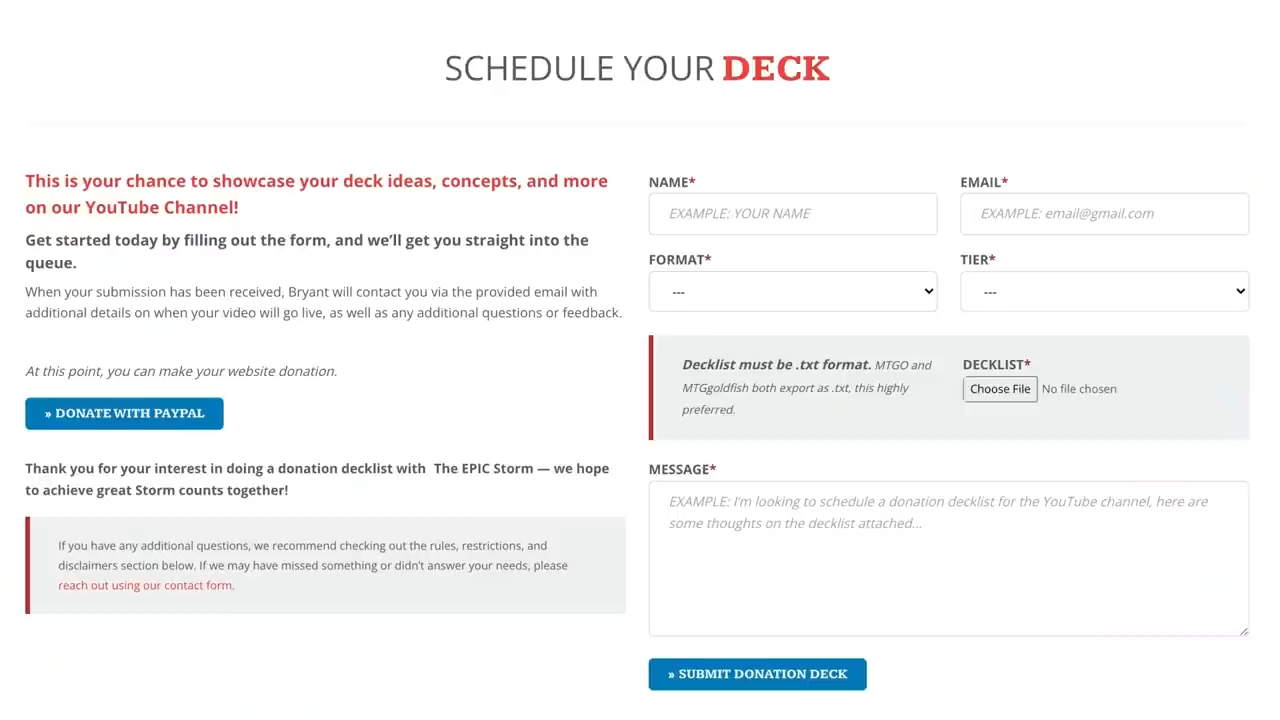 SCHEDULE YOUR DECK
This is your chance to showcase your deck ideas, concepts, and more
on our YouTube Channel!
Get started today by filling out the form, and we'll get you straight into the
queue.
When your submission has been received, Bryant will contact you via the provided email with
additional details on when your video will go live, as well as any additional questions or feedback.
At this point, you can make your website donation.
» DONATE WITH PAYPAL
Thank you for your interest in doing a donation decklist with The EPIC Storm — we hope
to achieve great Storm counts together!
If you have any additional questions, we recommend checking out the rules, restrictions, and
disclaimers section below. If we may have missed something or didn't answer your needs, please
reach out using our contact form.
NAME*
EXAMPLE: YOUR NAME
EMAIL*
EXAMPLE: email@gmail.com
FORMAT*
---
TIER*
---
Decklist must be .txt format. MTGO and
MTGgoldfish both export as .txt, this highly
preferred.
DECKLIST*
Choose File No file chosen
MESSAGE*
EXAMPLE: I'm looking to schedule a donation decklist for the YouTube channel, here are
some thoughts on the decklist attached...
» SUBMIT DONATION DECK